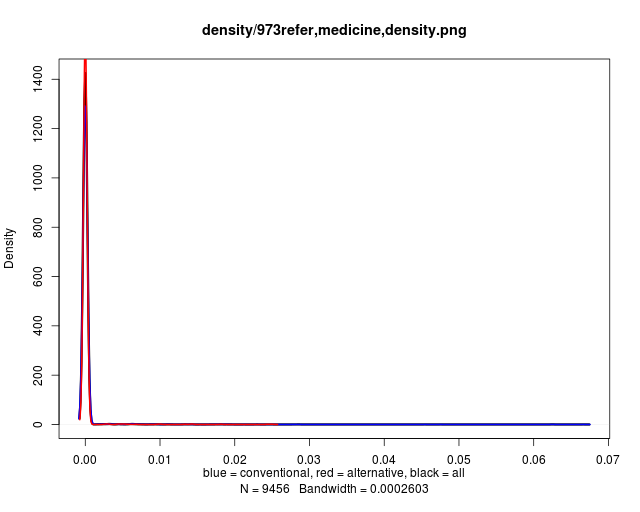 density/973refer,medicine,density.png
Density
1400
1200
1000
800
600
400
200
0
0.00 0.01 0.02 0.03 0.04 0.05 0.06 0.07
blue = conventional, red = alternative, black = all
N = 9456 Bandwidth = 0.0002603